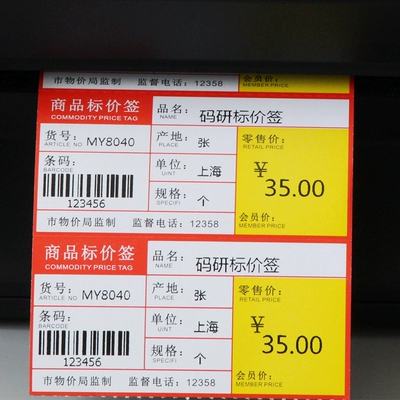 市物价局监制 监督电话：12358 会员价：
MEMBER PRICE
商品标价签 品名： 码研标价签
COMMODITY PRICE TAG NAME
货号： MY8040 产地： 张 零售价：
ARTICLE NO PLACE RETAIL PRICE
条码： 单位： 上海 ¥
BARCODE UINT 35.00
123456 规格： 个
SPECIFI
市物价局监制 监督电话：12358 会员价：
MEMBER PRICE
商品标价签 品名： 码研标价签
COMMODITY PRICE TAG NAME
货号： MY8040 产地： 张 零售价：
ARTICLE NO PLACE RETAIL PRICE
条码： 单位： 上海 ¥
BARCODE UINT 35.00
123456 规格： 个
SPECIFI
市物价局监制 监督电话：12358 会员价：
MEMBER PRICE